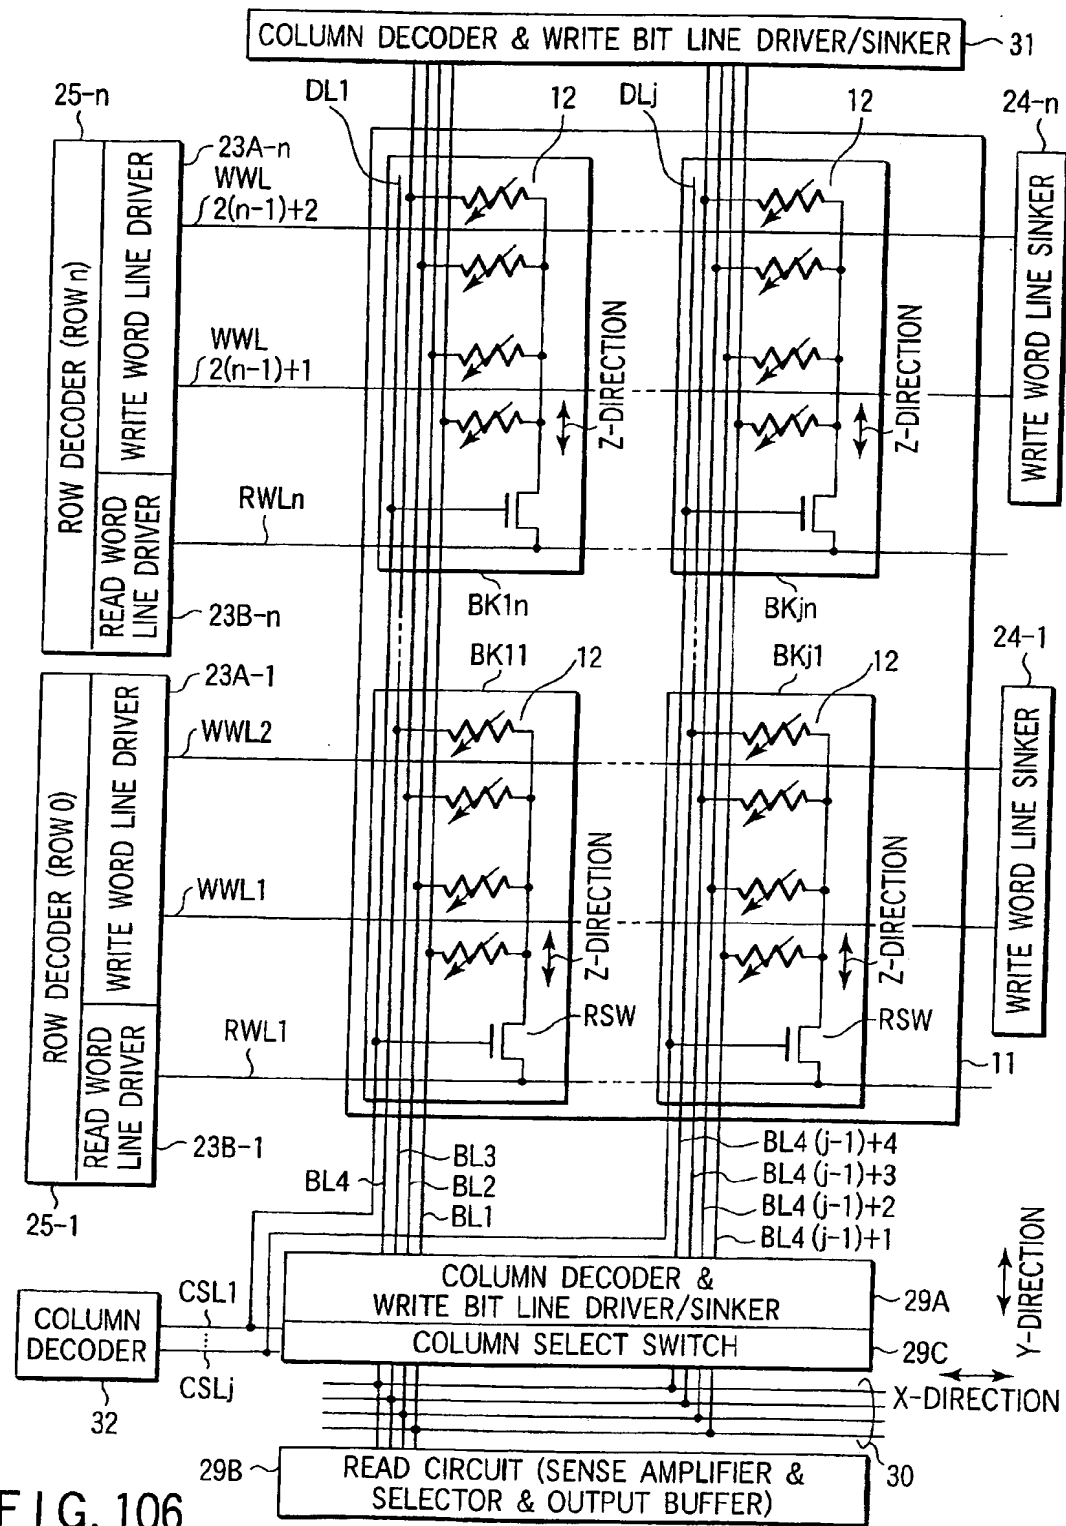 COLUMN DECODER & WRITE BIT LINE DRIVER/SINKER
31
25-n
DL1
12
DLj
12
24-n
ROW DECODER (ROW n)
WRITE WORD LINE DRIVER
READ WORD
LINE DRIVER
23A-n
WWL
2(n-1)+2
WWL
2(n-1)+1
Z-DIRECTION
Z-DIRECTION
WRITE WORD LINE SINKER
RWLn
23B-n
BK1n
BKjn
24-1
23A-1
BK11
12
BKj1
12
ROW DECODER (ROW 0)
WRITE WORD LINE DRIVER
READ WORD
LINE DRIVER
WWL2
WWL1
Z-DIRECTION
Z-DIRECTION
WRITE WORD LINE SINKER
RSW
RSW
RWL1
11
23B-1
25-1
BL4
BL3
BL2
BL1
BL4 (j-1)+4
BL4 (j-1)+3
BL4 (j-1)+2
BL4 (j-1)+1
COLUMN DECODER &
WRITE BIT LINE DRIVER/SINKER
29A
Y-DIRECTION
CSL1
COLUMN
DECODER
COLUMN SELECT SWITCH
29C
CSLj
32
X-DIRECTION
30
29B
READ CIRCUIT (SENSE AMPLIFIER &
SELECTOR & OUTPUT BUFFER)
FIG. 106